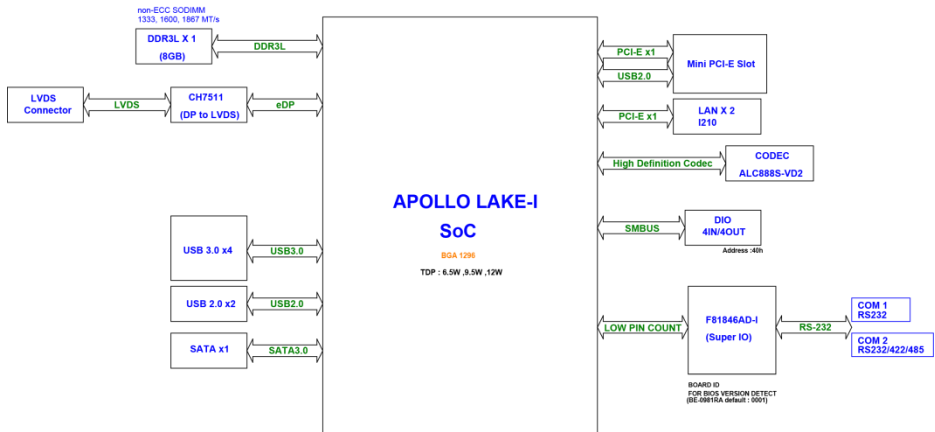 non-ECC SODIMM
1333, 1600, 1867 MT/s
DDR3L X 1
(8GB)
DDR3L
LVDS
Connector
LVDS
CH7511
(DP to LVDS)
eDP
USB 3.0 x4
USB3.0
USB 2.0 x2
USB2.0
SATA x1
SATA3.0
APOLLO LAKE-I
SoC
BGA 1296
TDP : 6.5W ,9.5W ,12W
PCI-E x1
USB2.0
Mini PCI-E Slot
PCI-E x1
LAN X 2
I210
High Definition Codec
CODEC
ALC888S-VD2
SMBUS
DIO
4IN/4OUT
Address :40h
LOW PIN COUNT
F81846AD-I
(Super IO)
RS-232
COM 1
RS232
COM 2
RS232/422/485
BOARD ID
FOR BIOS VERSION DETECT
(BE-0981RA default : 0001)